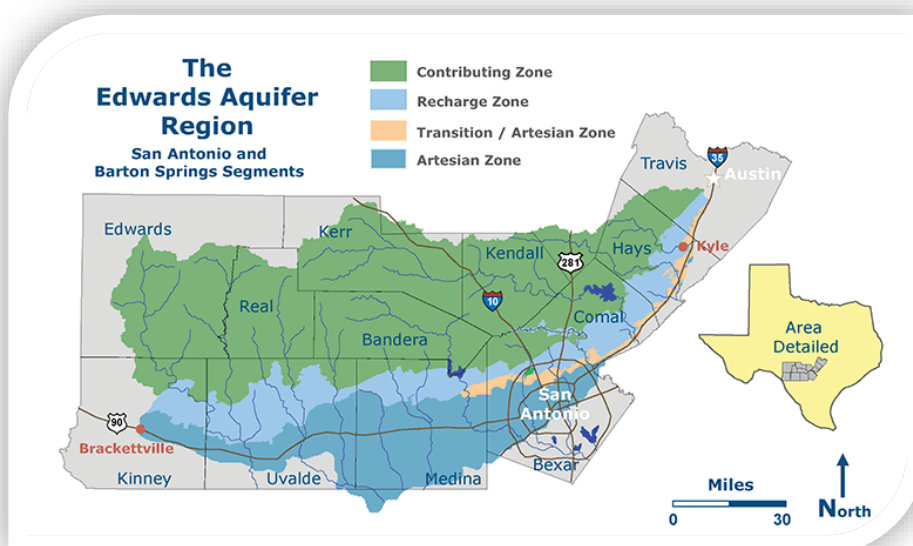 The
Edwards Aquifer
Region
San Antonio and
Barton Springs Segments
Contributing Zone
Recharge Zone
Transition / Artesian Zone
Artesian Zone
Travis
35
Austin
Edwards
Kerr
Kendall
Hays
Kyle
281
Real
10
Comal
Bandera
Area
Detailed
San
Antonio
90
Brackettville
Bexar
Kinney
Uvalde
Medina
Miles
0 30
North